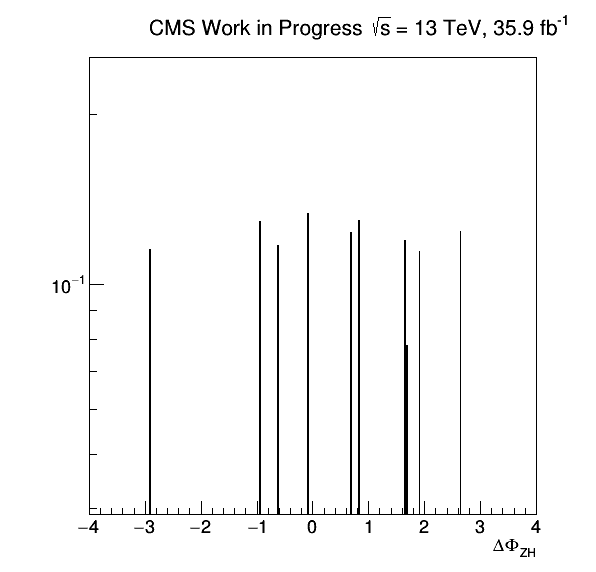 CMS Work in Progress √s = 13 TeV, 35.9 fb⁻¹
10⁻¹
−4 −3 −2 −1 0 1 2 3 4
ΔΦ_ZH